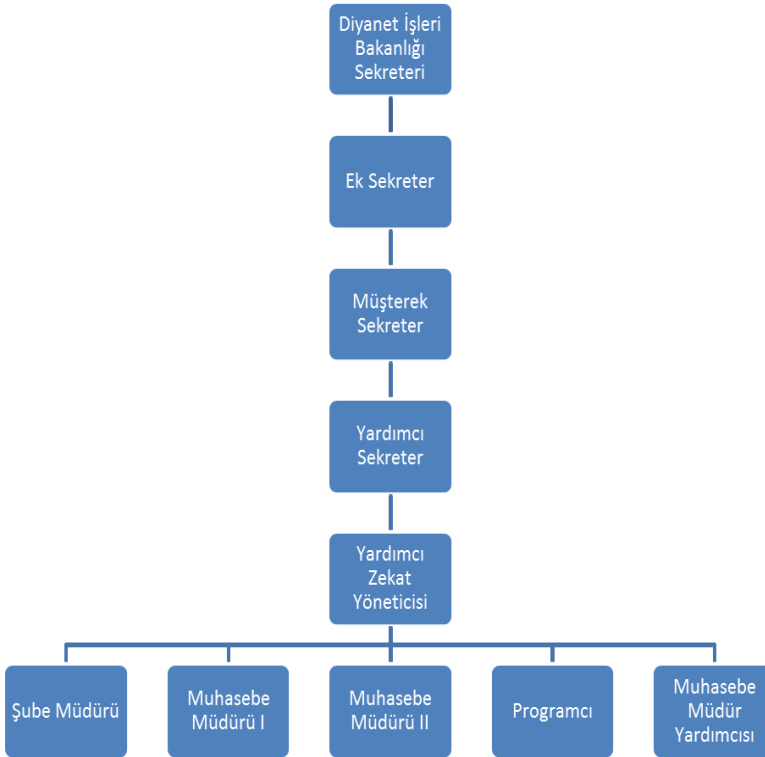 Diyanet İşleri
Bakanlığı
Sekreteri
Ek Sekreter
Müşterek
Sekreter
Yardımcı
Sekreter
Yardımcı
Zekat
Yöneticisi
Şube Müdürü
Muhasebe
Müdürü I
Muhasebe
Müdürü II
Programcı
Muhasebe
Müdür
Yardımcısı